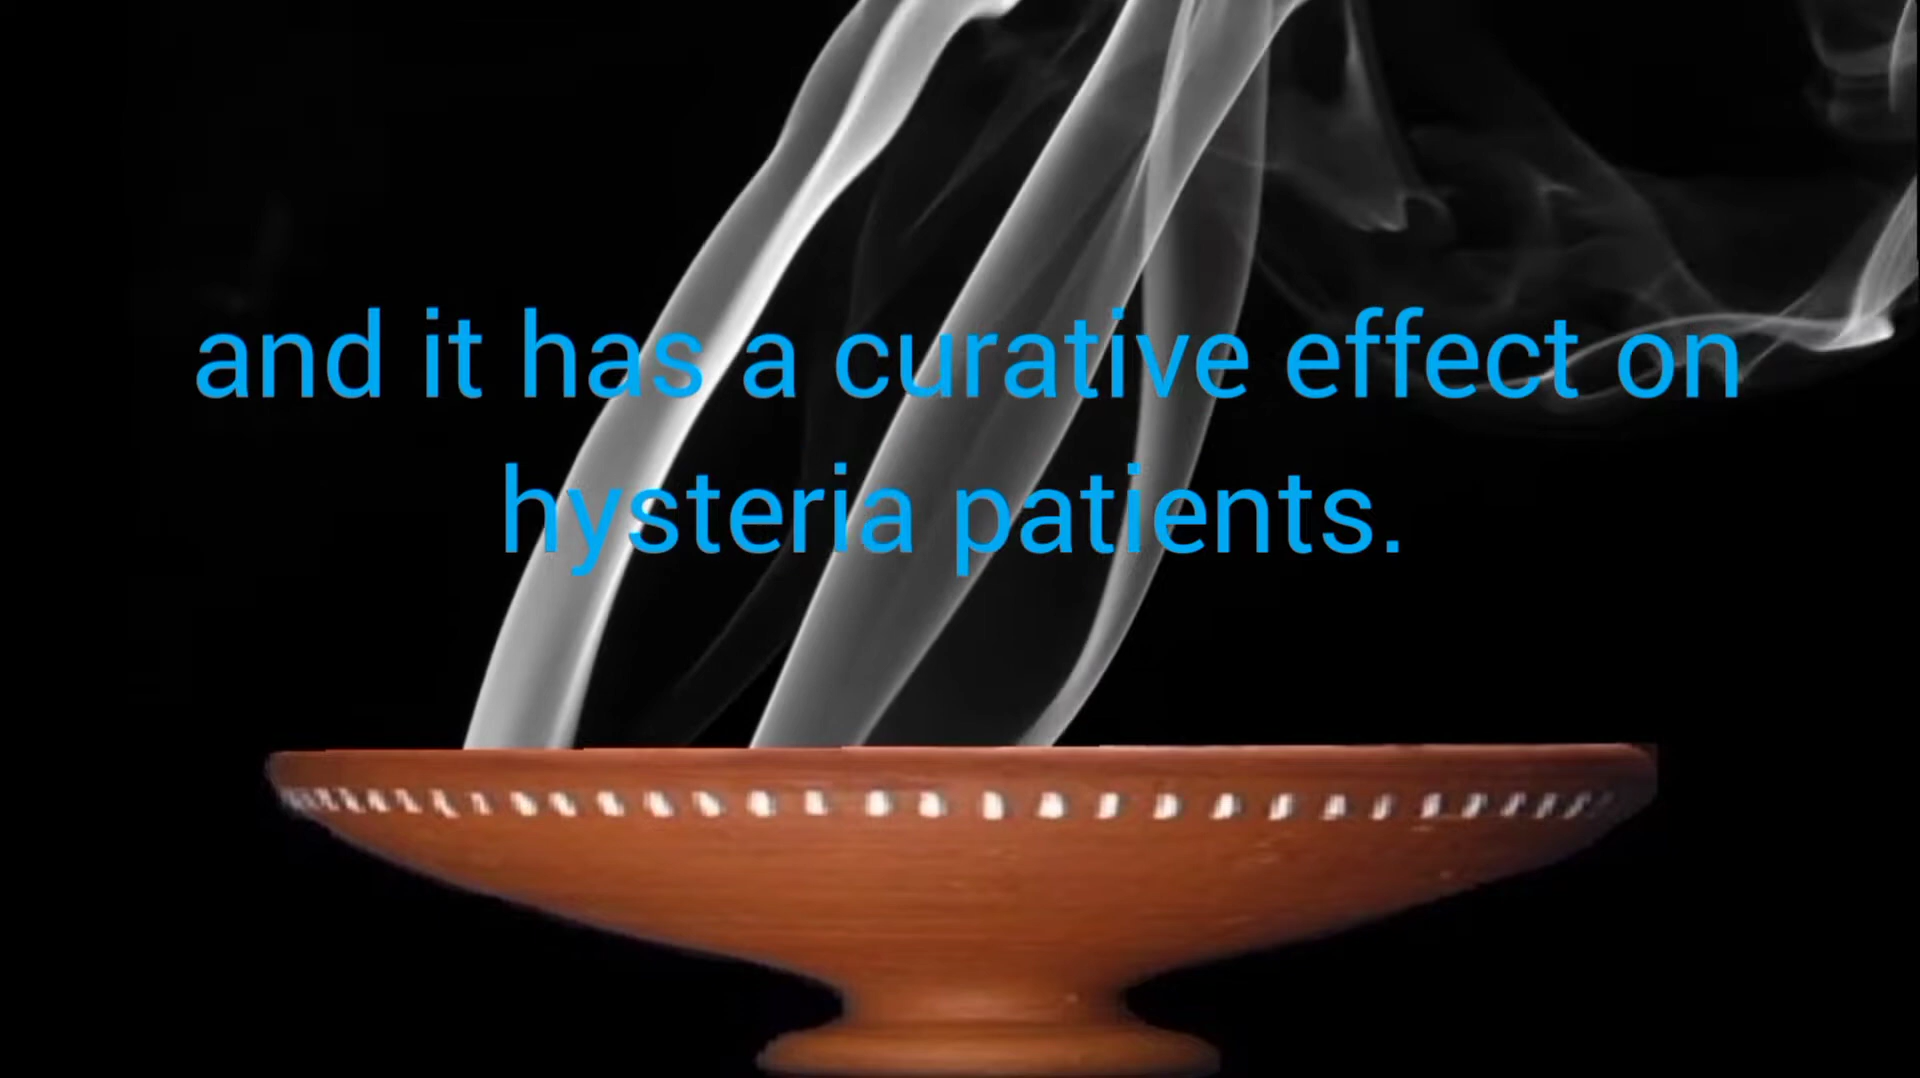 and it has a curative effect on
hysteria patients.